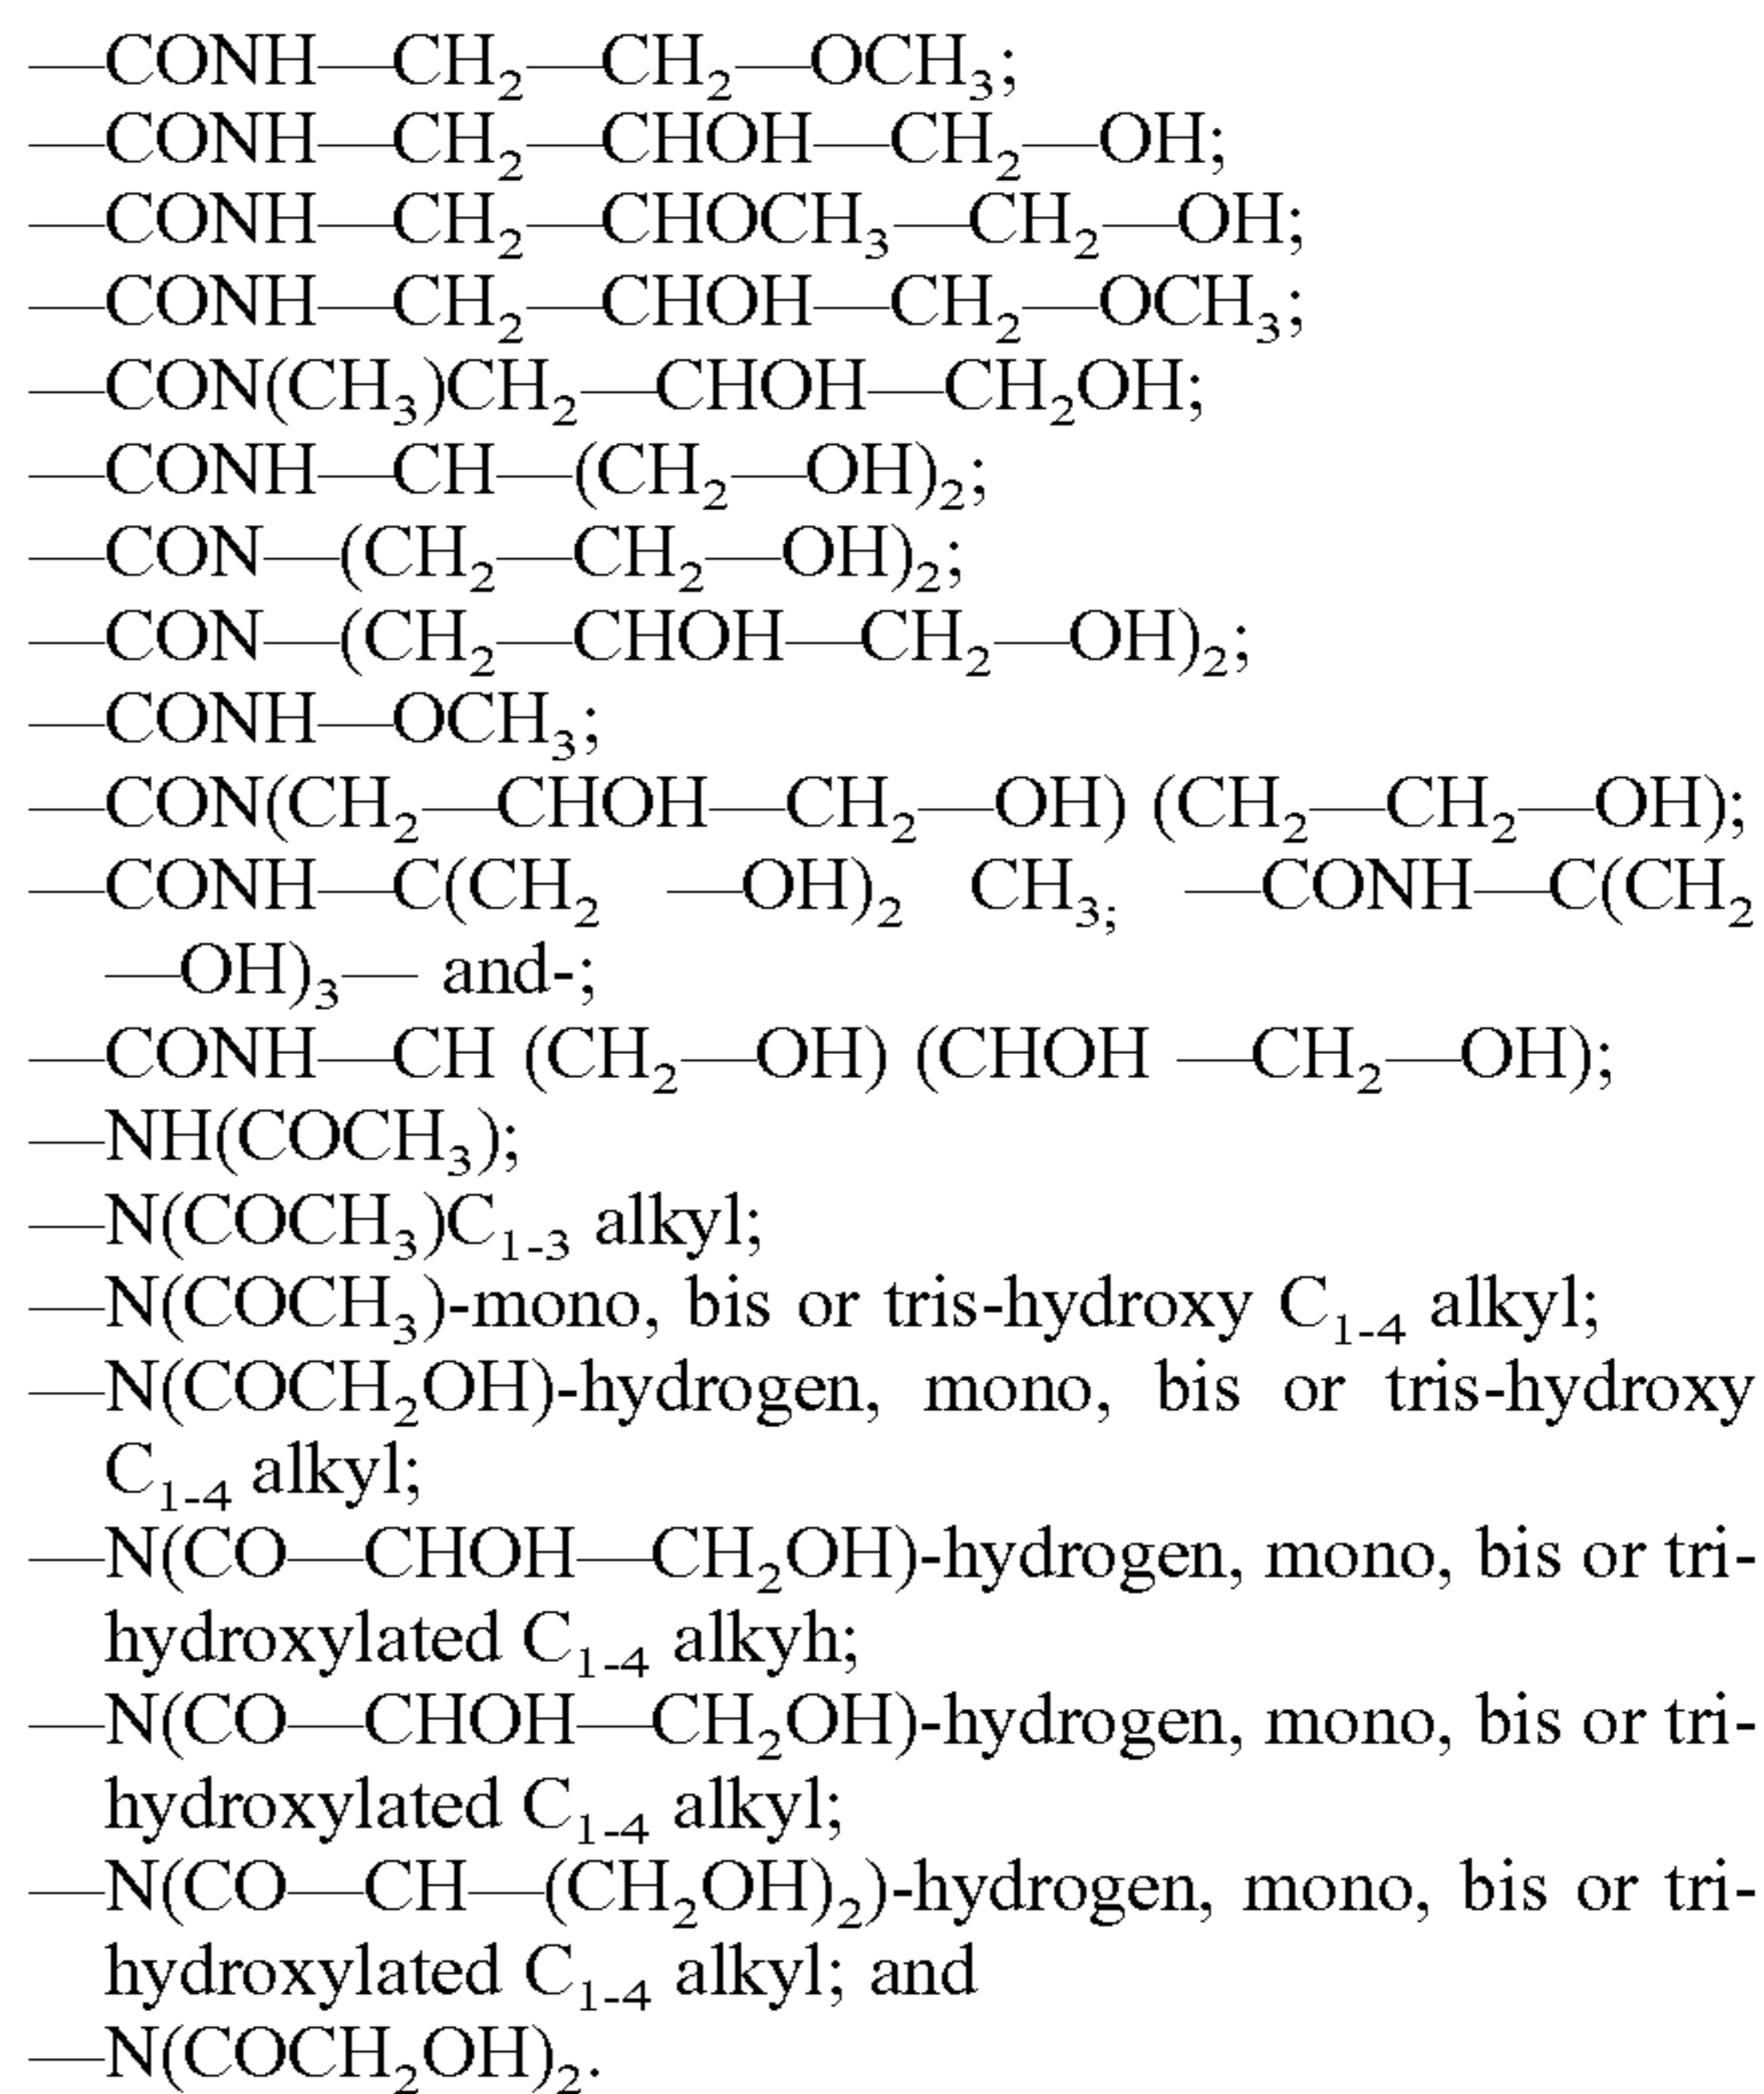 —CONH—CH₂—CH₂—OCH₃;
—CONH—CH₂—CHOH—CH₂—OH;
—CONH—CH₂—CHOCH₃—CH₂—OH;
—CONH—CH₂—CHOH—CH₂—OCH₃;
—CON(CH₃)CH₂—CHOH—CH₂OH;
—CONH—CH—(CH₂—OH)₂;
—CON—(CH₂—CH₂—OH)₂;
—CON—(CH₂—CHOH—CH₂—OH)₂;
—CONH—OCH₃;
—CON(CH₂—CHOH—CH₂—OH) (CH₂—CH₂—OH);
—CONH—C(CH₂ —OH)₂ CH₃; —CONH—C(CH₂
—OH)₃— and-;
—CONH—CH (CH₂—OH) (CHOH —CH₂—OH);
—NH(COCH₃);
—N(COCH₃)C₁₋₃ alkyl;
—N(COCH₃)-mono, bis or tris-hydroxy C₁₋₄ alkyl;
—N(COCH₂OH)-hydrogen, mono, bis or tris-hydroxy
C₁₋₄ alkyl;
—N(CO—CHOH—CH₂OH)-hydrogen, mono, bis or tri-
hydroxylated C₁₋₄ alkyh;
—N(CO—CHOH—CH₂OH)-hydrogen, mono, bis or tri-
hydroxylated C₁₋₄ alkyl;
—N(CO—CH—(CH₂OH)₂)-hydrogen, mono, bis or tri-
hydroxylated C₁₋₄ alkyl; and
—N(COCH₂OH)₂.